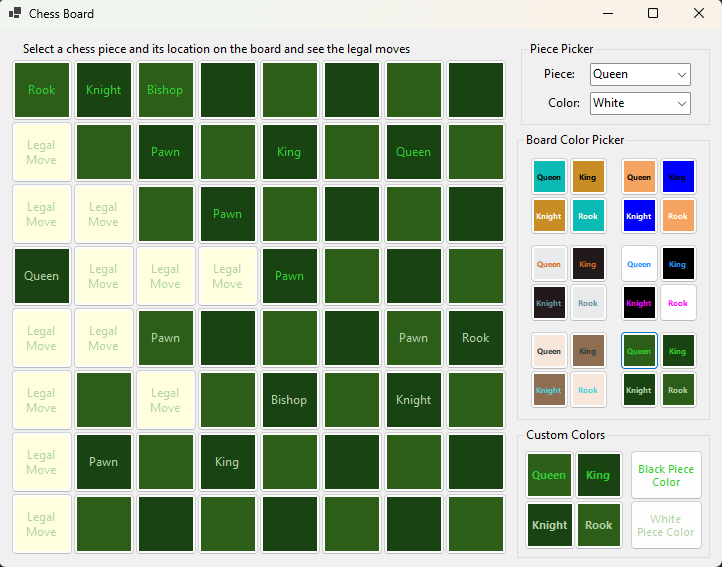 Chess Board
Select a chess piece and its location on the board and see the legal moves
Rook Knight Bishop
Legal
Move
Pawn King Queen
Legal
Move
Legal
Move
Pawn
Queen
Legal
Move
Legal
Move
Legal
Move
Pawn
Legal
Move
Legal
Move
Pawn Pawn Rook
Legal
Move
Legal
Move
Bishop Knight
Legal
Move
Pawn King
Legal
Move
Piece Picker
Piece: Queen
Color: White
Board Color Picker
Queen King Queen King
Knight Rook Knight Rook
Queen King Queen King
Knight Rook Knight Rook
Queen King Queen King
Knight Rook Knight Rook
Custom Colors
Queen King
Black Piece
Color
Knight Rook
White
Piece Color